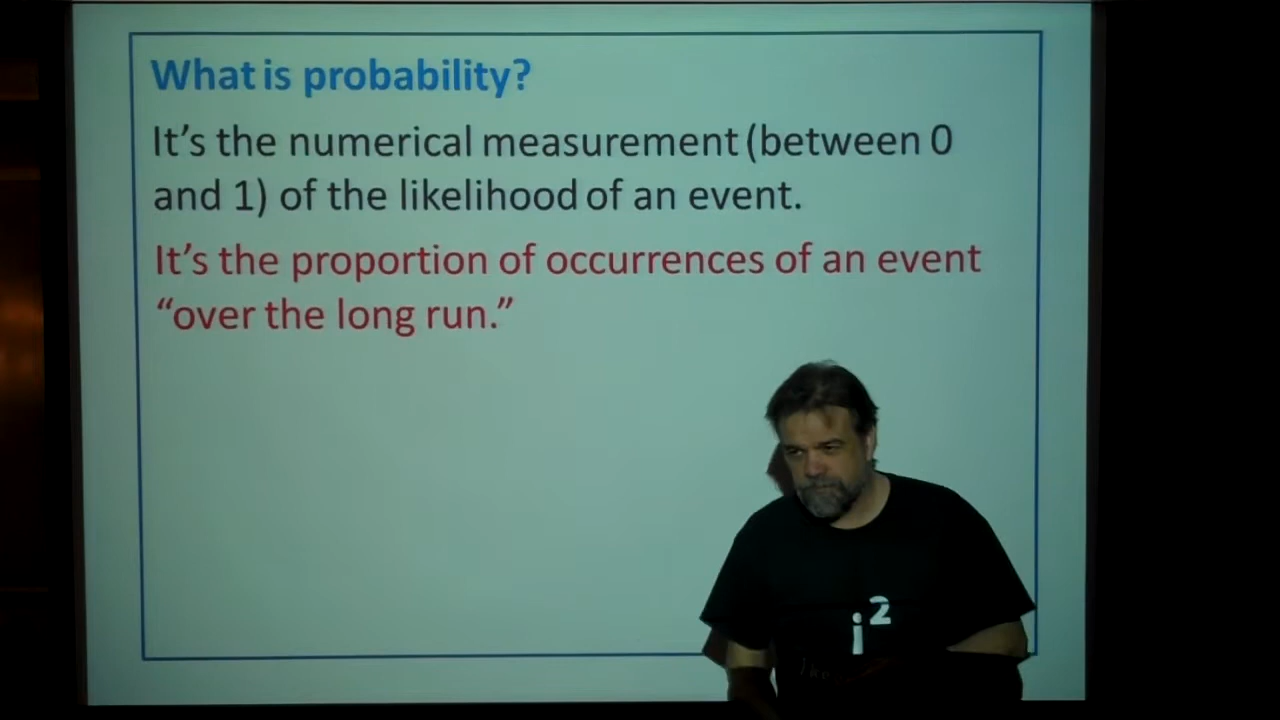 What is probability?
It's the numerical measurement (between 0
and 1) of the likelihood of an event.
It's the proportion of occurrences of an event
“over the long run.”
i²